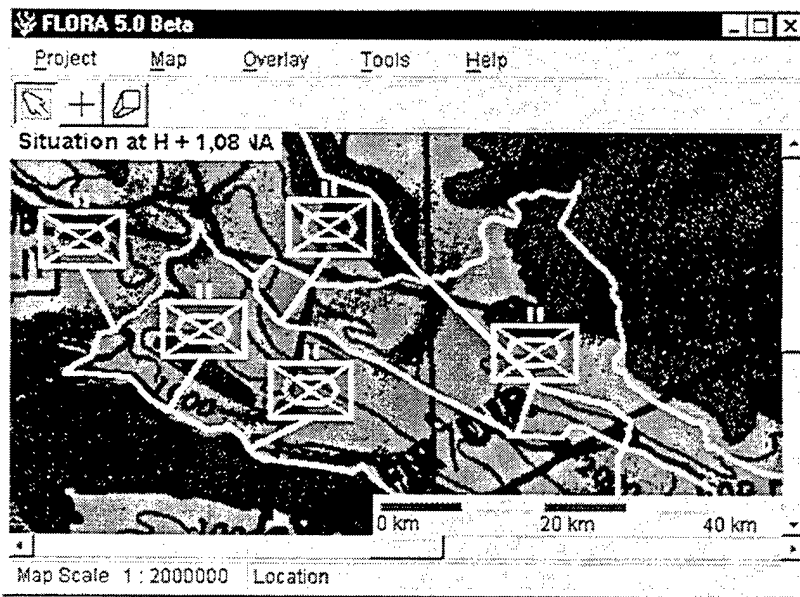 FLORA 5.0 Beta
Project Map Overlay Tools Help
Situation at H + 1,08
0 km 20 km 40 km
Map Scale 1 : 2000000 Location